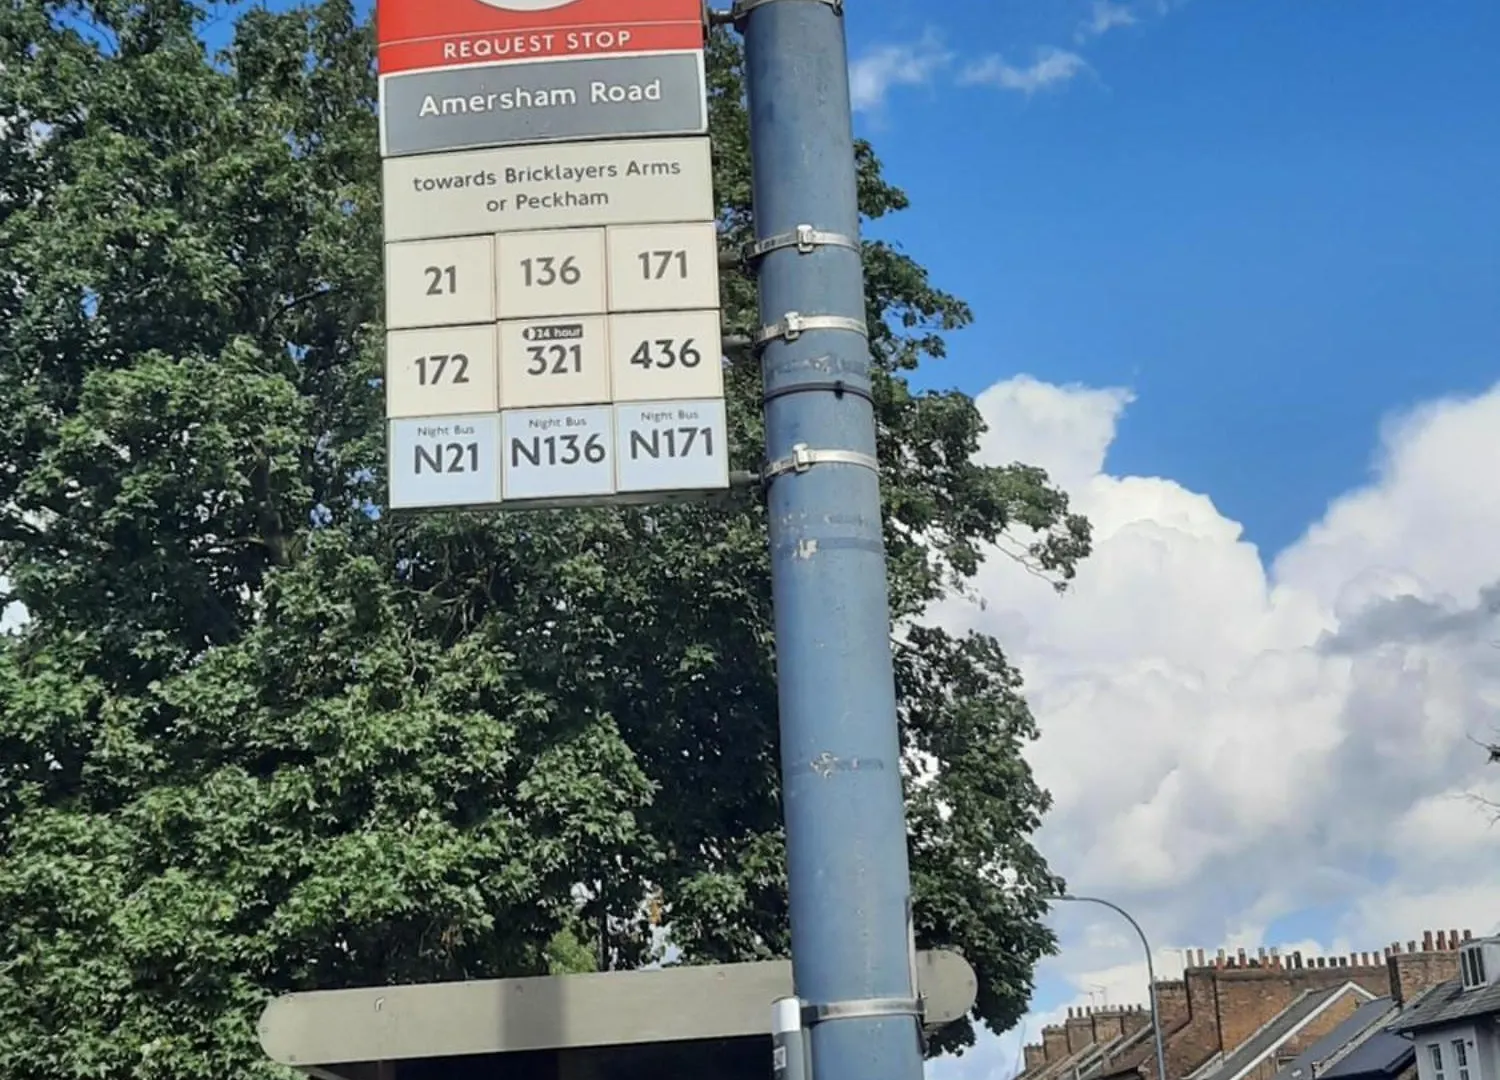 REQUEST STOP
Amersham Road
towards Bricklayers Arms
or Peckham
21 136 171
24 hour
172 321 436
Night Bus Night Bus Night Bus
N21 N136 N171